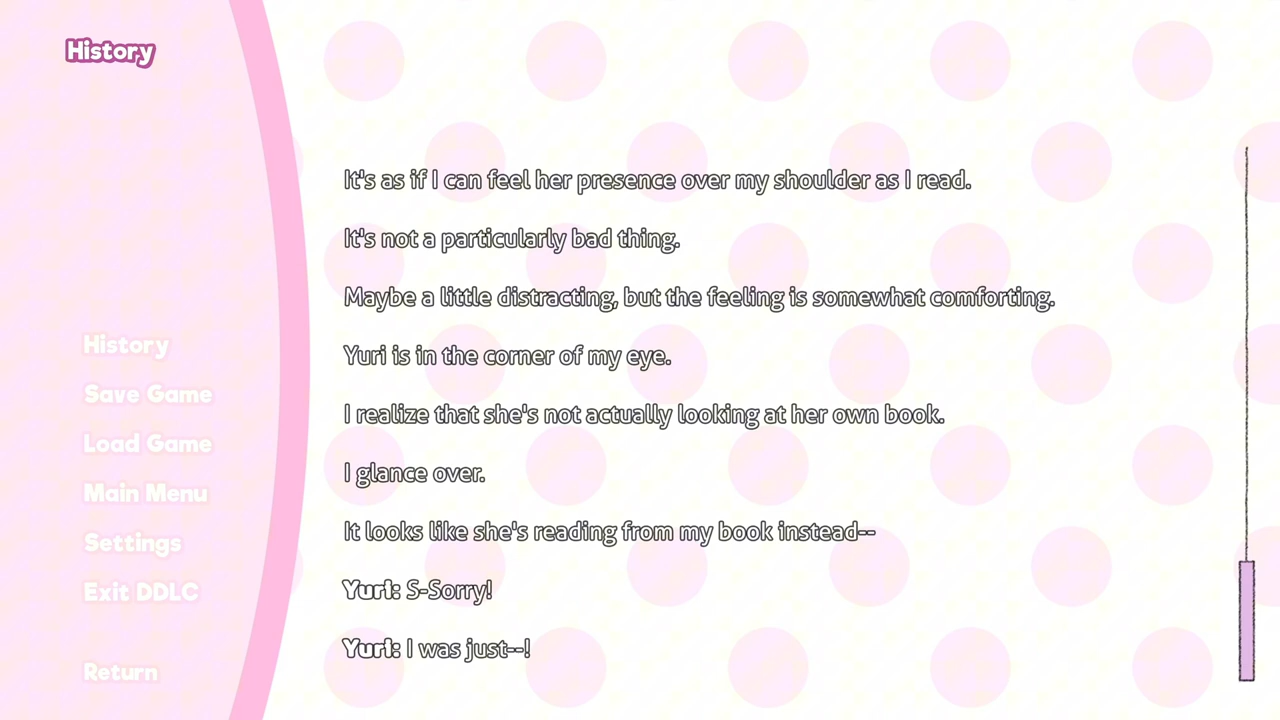 History
It's as if I can feel her presence over my shoulder as I read.
It's not a particularly bad thing.
Maybe a little distracting, but the feeling is somewhat comforting.
Yuri is in the corner of my eye.
I realize that she's not actually looking at her own book.
I glance over.
It looks like she's reading from my book instead--
Yuri: S-Sorry!
Yuri: I was just--!
History
Save Game
Load Game
Main Menu
Settings
Exit DDLC
Return